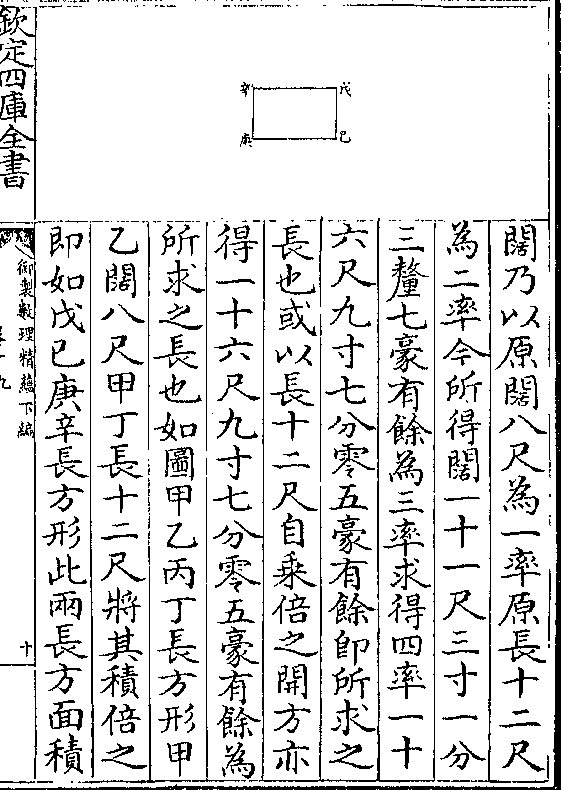 戊
己
辛
庚
闊乃以原闊八尺為一率原長十二尺
為二率今所得闊一十一尺三寸一分
三釐七豪有餘為三率求得四率一十
六尺九寸七分零五豪有餘即所求之
長也或以長十二尺自乗倍之開方亦
得一十六尺九寸七分零五豪有餘為
所求之長也如圖甲乙丙丁長方形甲
乙闊八尺甲丁長十二尺將其積倍之
即如戊己庚辛長方形此兩長方面積
欽定四庫全書
御製數理精蘊下編
十